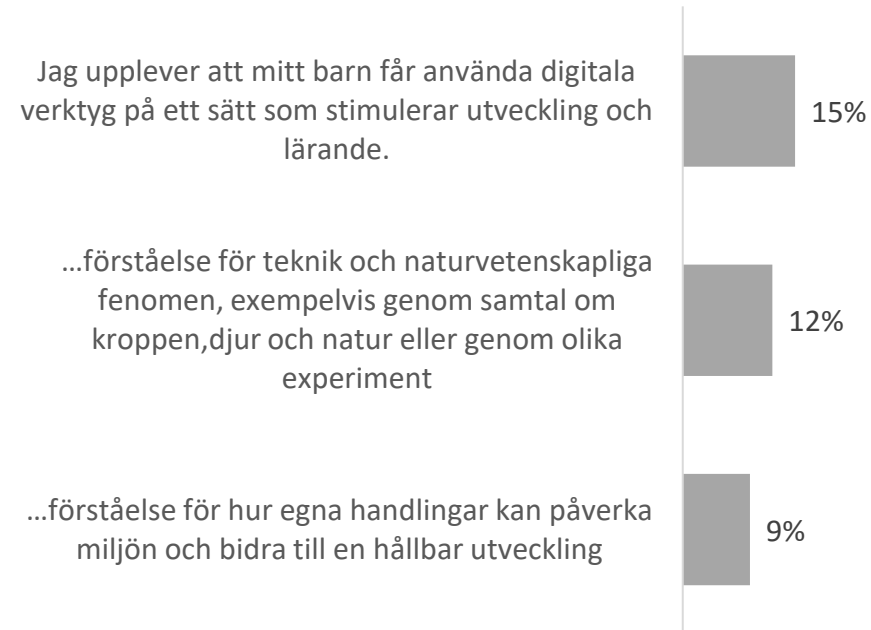 Jag upplever att mitt barn får använda digitala
verktyg på ett sätt som stimulerar utveckling och
lärande.
15%
...förståelse för teknik och naturvetenskapliga
fenomen, exempelvis genom samtal om
kroppen,djur och natur eller genom olika
experiment
12%
...förståelse för hur egna handlingar kan påverka
miljön och bidra till en hållbar utveckling
9%